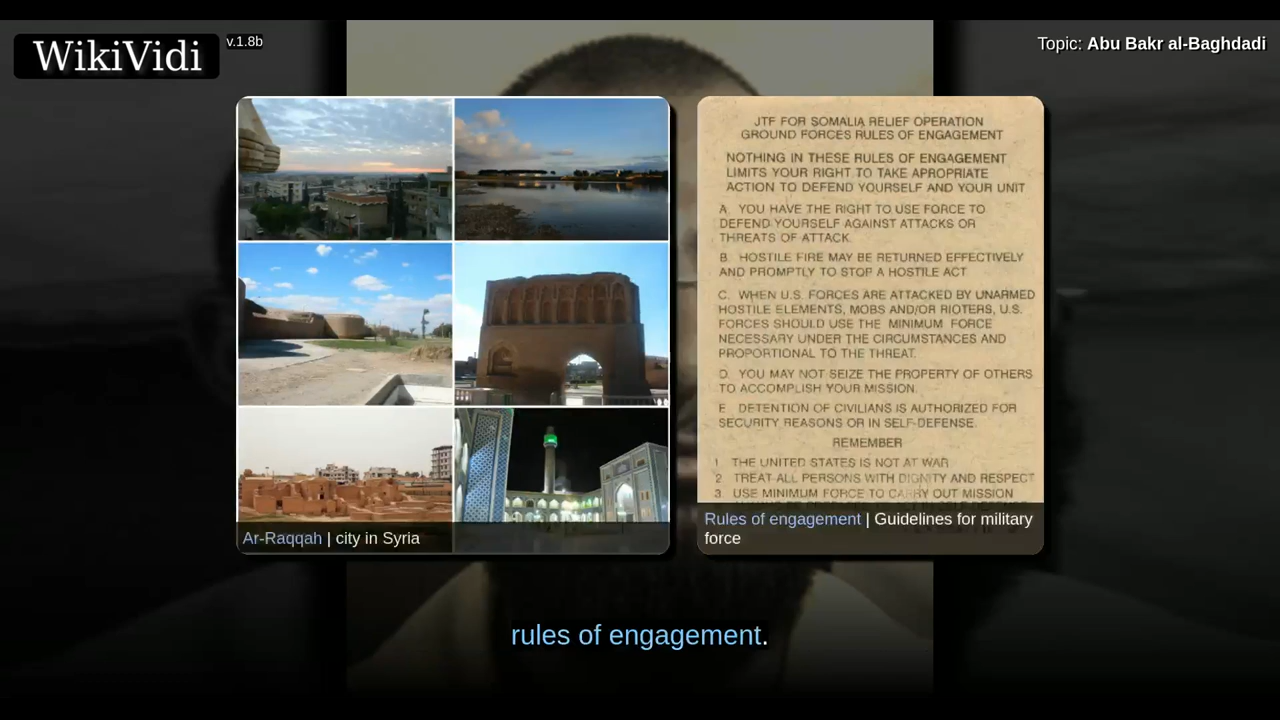 WikiVidi
v.1.8b
Topic: Abu Bakr al-Baghdadi
JTF FOR SOMALIA RELIEF OPERATION
GROUND FORCES RULES OF ENGAGEMENT
NOTHING IN THESE RULES OF ENGAGEMENT
LIMITS YOUR RIGHT TO TAKE APROPRIATE
ACTION TO DEFEND YOURSELF AND YOUR UNIT
A. YOU HAVE THE RIGHT TO USE FORCE TO
DEFEND YOURSELF AGAINST ATTACKS OR
THREATS OF ATTACK.
B. HOSTILE FIRE MAY BE RETURNED EFFECTIVELY
AND PROMPTLY TO STOP A HOSTILE ACT
C. WHEN U.S. FORCES ARE ATTACKED BY UNARMED
HOSTILE ELEMENTS, MOBS AND/OR RIOTERS, U.S.
FORCES SHOULD USE THE MINIMUM FORCE
NECESSARY UNDER THE CIRCUMSTANCES AND
PROPORTIONAL TO THE THREAT.
D. YOU MAY NOT SEIZE THE PROPERTY OF OTHERS
TO ACCOMPLISH YOUR MISSION.
E. DETENTION OF CIVILIANS IS AUTHORIZED FOR
SECURITY REASONS OR IN SELF-DEFENSE.
REMEMBER
1. THE UNITED STATES IS NOT AT WAR
2. TREAT ALL PERSONS WITH DIGNITY AND RESPECT
3. USE MINIMUM FORCE TO CARRY OUT MISSION
Ar-Raqqah | city in Syria
Rules of engagement | Guidelines for military
force
rules of engagement.